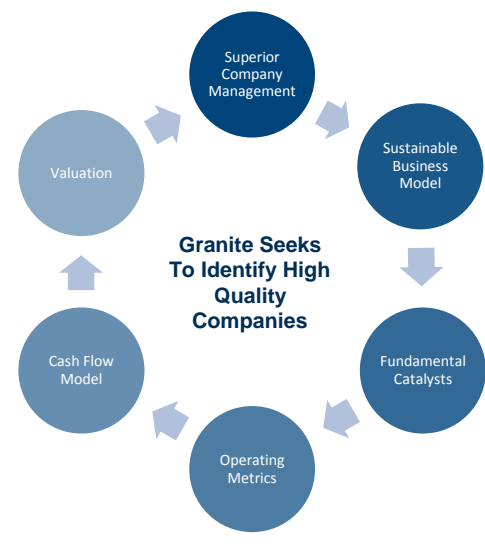 Superior
Company
Management
Sustainable
Business
Model
Fundamental
Catalysts
Operating
Metrics
Cash Flow
Model
Valuation
Granite Seeks
To Identify High
Quality
Companies